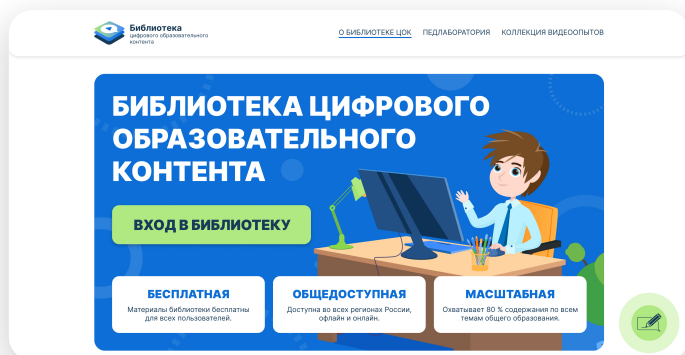 Библиотека
цифрового образовательного
контента
О БИБЛИОТЕКЕ ЦОК ПЕДЛАБОРАТОРИЯ КОЛЛЕКЦИЯ ВИДЕООПЫТОВ
БИБЛИОТЕКА ЦИФРОВОГО
ОБРАЗОВАТЕЛЬНОГО
КОНТЕНТА
ВХОД В БИБЛИОТЕКУ
БЕСПЛАТНАЯ
Материалы библиотеки бесплатны
для всех пользователей.
ОБЩЕДОСТУПНАЯ
Доступна во всех регионах России,
офлайн и онлайн.
МАСШТАБНАЯ
Охватывает 80 % содержания по всем
темам общего образования.